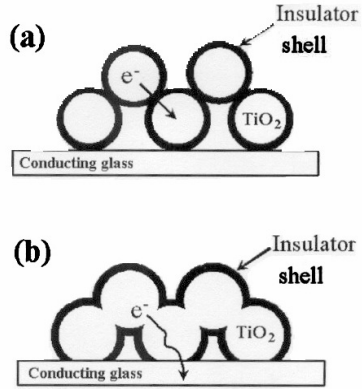 (a)
Insulator
shell
e⁻
TiO₂
Conducting glass
(b)
Insulator
shell
e⁻
TiO₂
Conducting glass